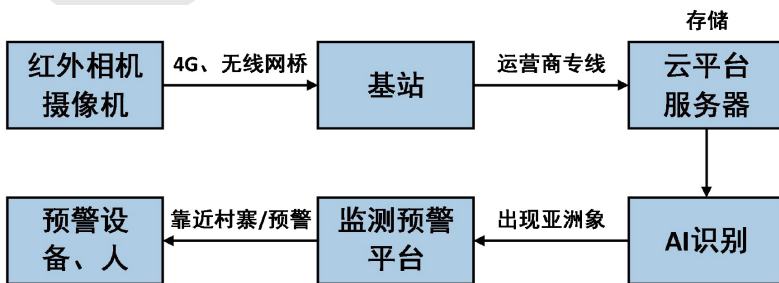 存储
红外相机
摄像机
4G、无线网桥
基站
运营商专线
云平台
服务器
预警设
备、人
靠近村寨/预警
监测预警
平台
出现亚洲象
AI识别